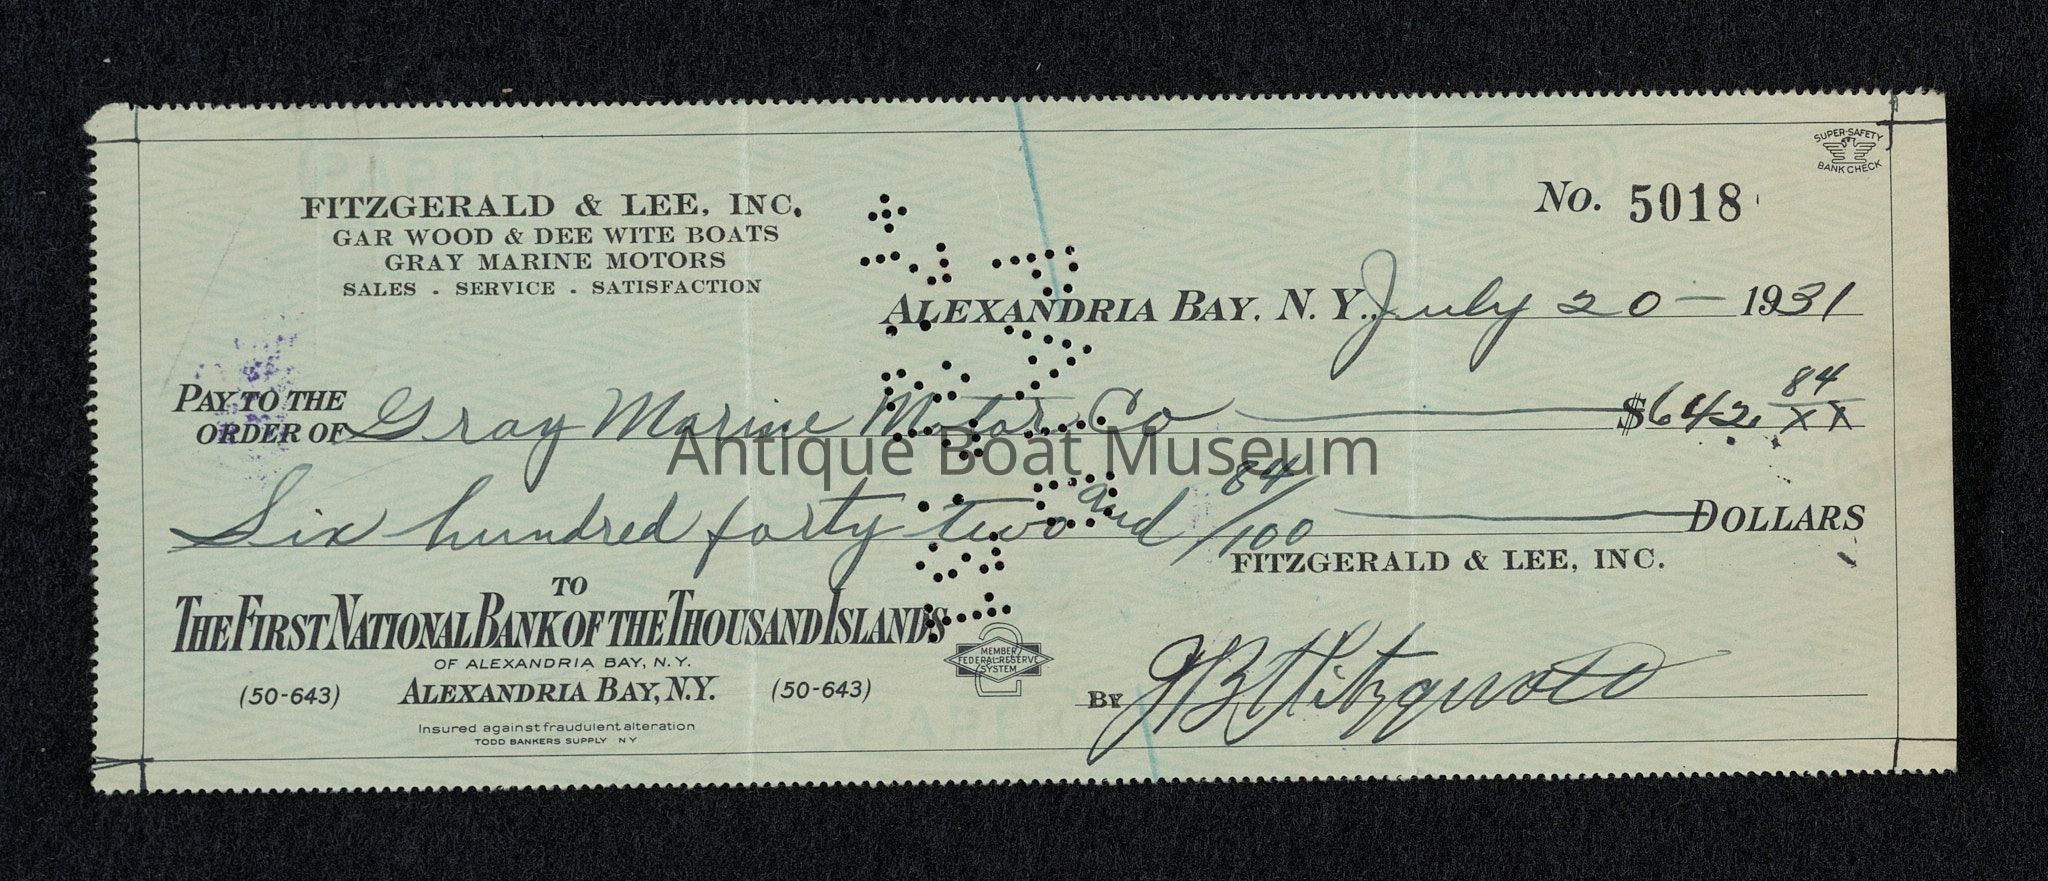 SUPER-SAFETY
BANK CHECK
No. 5018
FITZGERALD & LEE, INC.
GAR WOOD & DEE WITE BOATS
GRAY MARINE MOTORS
SALES . SERVICE . SATISFACTION
ALEXANDRIA BAY, N. Y., July 20 — 1931
PAY TO THE
ORDER OF Gray Marine Motor Co — $642. 84/XX
Antique Boat Museum
Six hundred forty two and 84/100 — DOLLARS
FITZGERALD & LEE, INC.
TO
THE FIRST NATIONAL BANK OF THE THOUSAND ISLANDS
OF ALEXANDRIA BAY, N.Y.
(50-643) ALEXANDRIA BAY, N.Y. (50-643)
MEMBER
FEDERAL RESERVE
SYSTEM
2
BY JB Fitzgerald
Insured against fraudulent alteration
TODD BANKERS SUPPLY NY